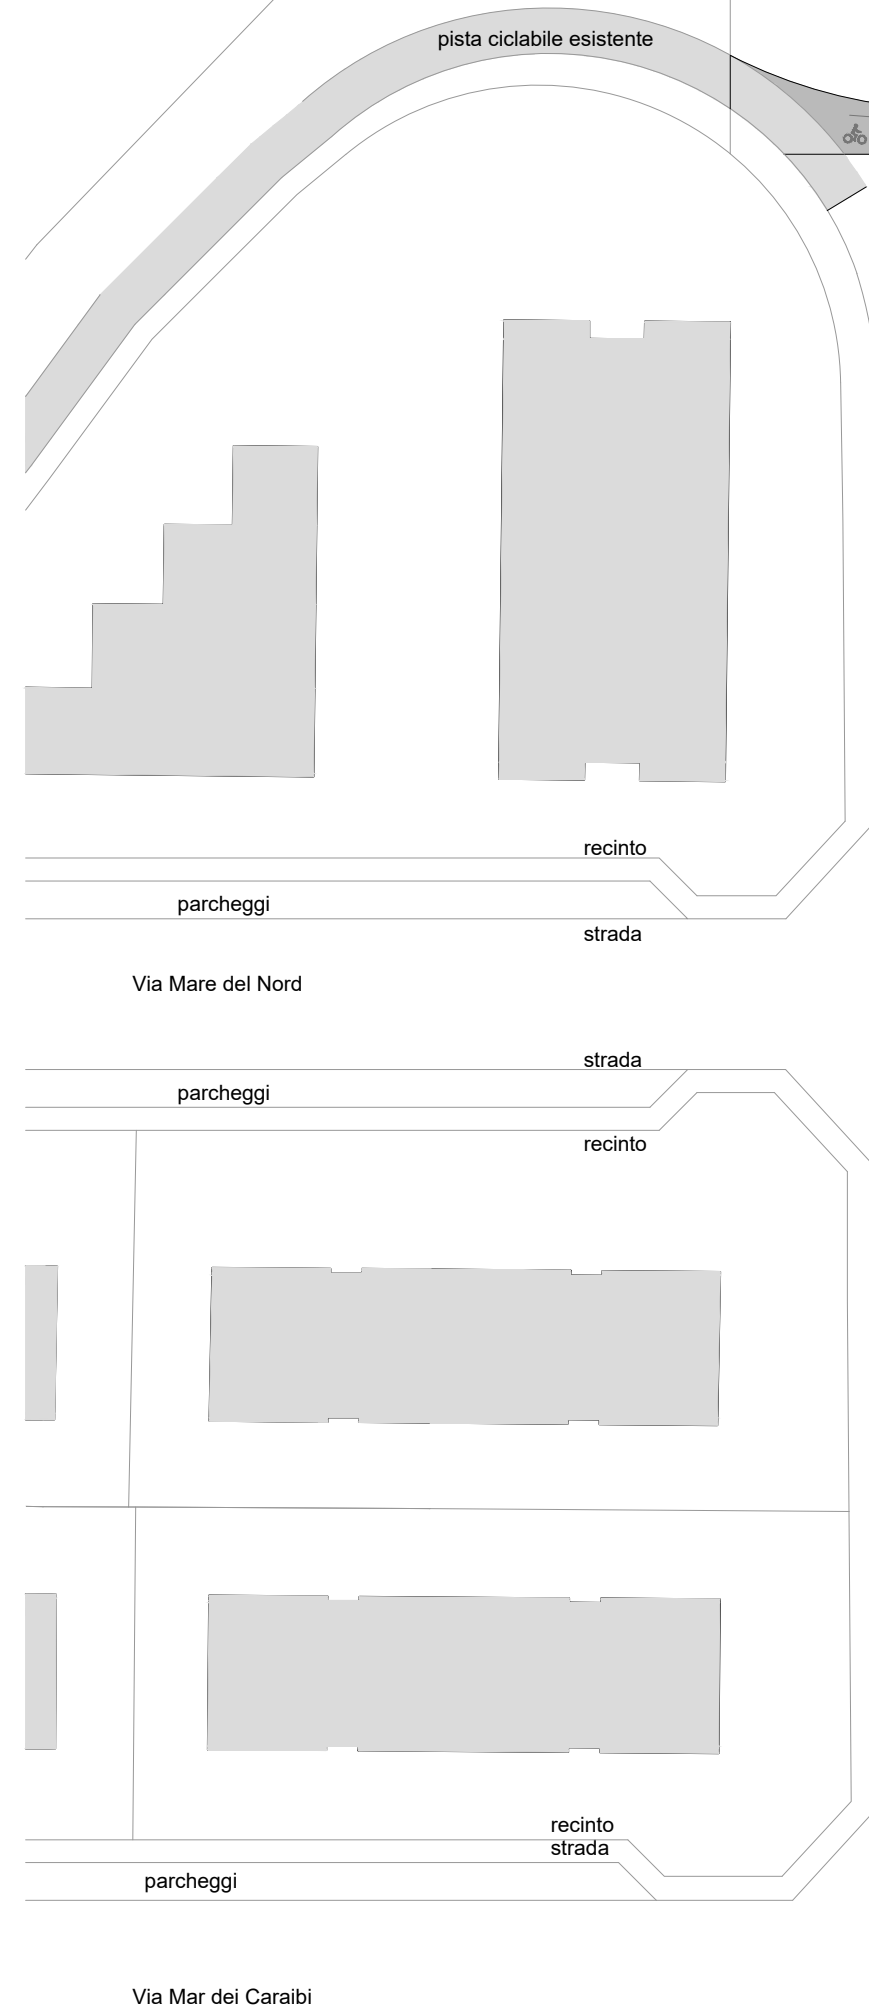 pista ciclabile esistente
recinto
parcheggi
strada
Via Mare del Nord
strada
parcheggi
recinto
recinto
strada
parcheggi
Via Mar dei Caraibi